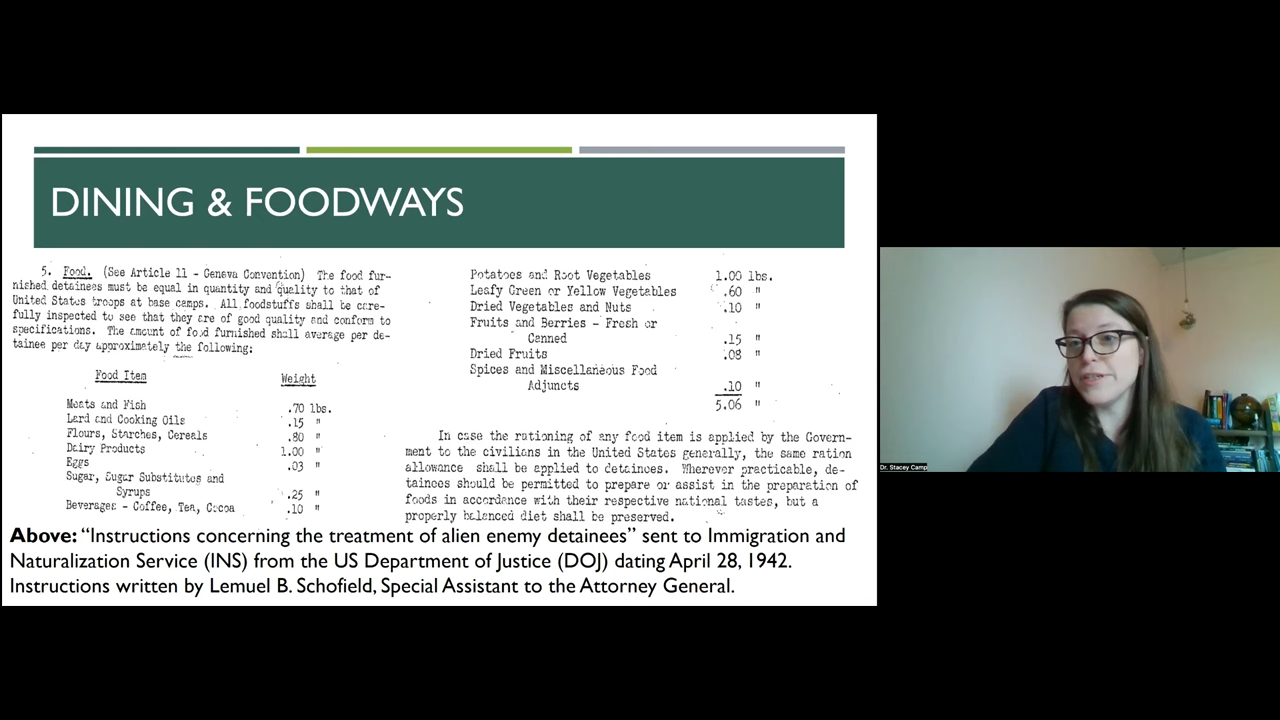 DINING & FOODWAYS
5. Food. (See Article 11 - Geneva Convention) The food fur-
nished detainees must be equal in quantity and quality to that of
United States troops at base camps. All foodstuffs shall be care-
fully inspected to see that they are of good quality and conform to
specifications. The amount of food furnished shall average per de-
tainee per day approximately the following:
Food Item Weight
Meats and Fish .70 lbs.
Lard and Cooking Oils .15 "
Flours, Starches, Cereals .80 "
Dairy Products 1.00 "
Eggs .03 "
Sugar, Sugar Substitutes and
Syrups .25 "
Beverages - Coffee, Tea, Cocoa .10 "
Potatoes and Root Vegetables 1.00 lbs.
Leafy Green or Yellow Vegetables .60 "
Dried Vegetables and Nuts .10 "
Fruits and Berries - Fresh or
Canned .15 "
Dried Fruits .08 "
Spices and Miscellaneous Food
Adjuncts .10 "
5.06 "
In case the rationing of any food item is applied by the Govern-
ment to the civilians in the United States generally, the same ration
allowance shall be applied to detainees. Wherever practicable, de-
tainees should be permitted to prepare or assist in the preparation of
foods in accordance with their respective national tastes, but a
properly balanced diet shall be preserved.
Above: “Instructions concerning the treatment of alien enemy detainees” sent to Immigration and
Naturalization Service (INS) from the US Department of Justice (DOJ) dating April 28, 1942.
Instructions written by Lemuel B. Schofield, Special Assistant to the Attorney General.
Dr. Stacey Camp